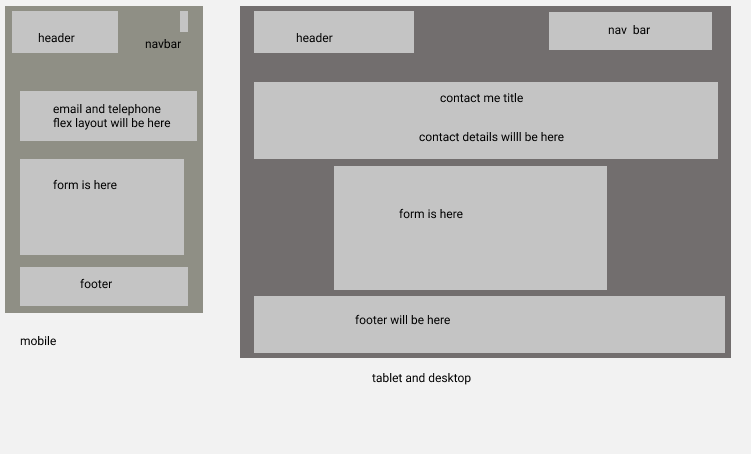 header
navbar
email and telephone
flex layout will be here
form is here
footer
mobile
header
nav  bar
contact me title
contact details willl be here
form is here
footer will be here
tablet and desktop